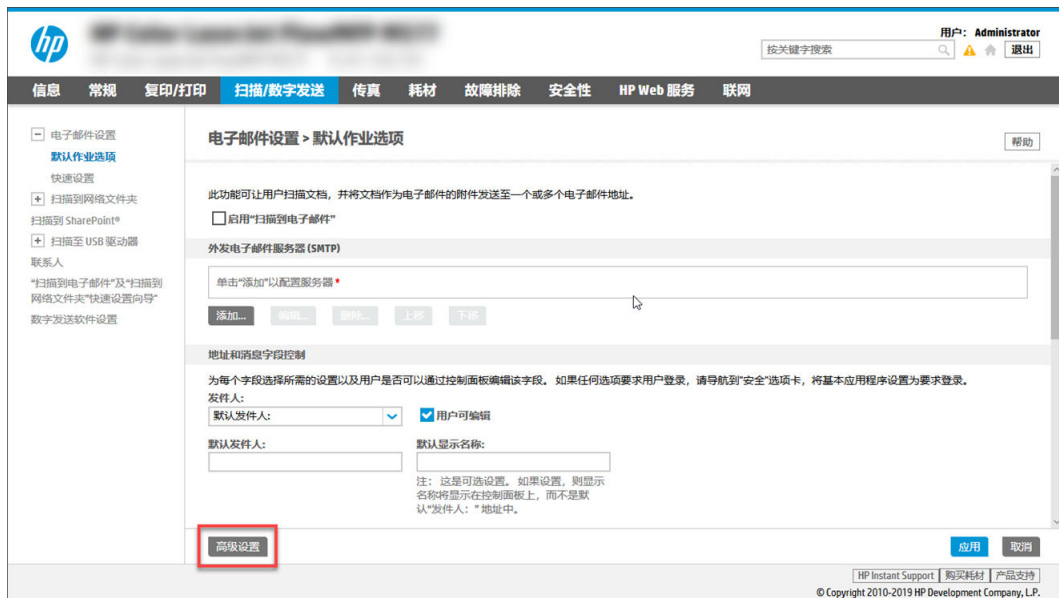 hp
用户: Administrator
按关键字搜索
退出
信息 常规 复印/打印 扫描/数字发送 传真 耗材 故障排除 安全性 HP Web 服务 联网
电子邮件设置
默认作业选项
快速设置
扫描到网络文件夹
扫描到 SharePoint®
扫描至 USB 驱动器
联系人
“扫描到电子邮件”及“扫描到
网络文件夹”快速设置向导”
数字发送软件设置
电子邮件设置 > 默认作业选项
帮助
此功能可让用户扫描文档，并将文档作为电子邮件的附件发送至一个或多个电子邮件地址。
启用“扫描到电子邮件”
外发电子邮件服务器 (SMTP)
单击“添加”以配置服务器 *
添加... 编辑... 删除... 上移 下移
地址和消息字段控制
为每个字段选择所需的设置以及用户是否可以通过控制面板编辑该字段。 如果任何选项要求用户登录，请导航到“安全”选项卡，将基本应用程序设置为要求登录。
发件人:
默认发件人: 用户可编辑
默认发件人: 默认显示名称:
注: 这是可选设置。 如果设置，则显示
名称将显示在控制面板上，而不是默
认“发件人: ” 地址中。
高级设置 应用 取消
HP Instant Support 购买耗材 产品支持
© Copyright 2010-2019 HP Development Company, L.P.